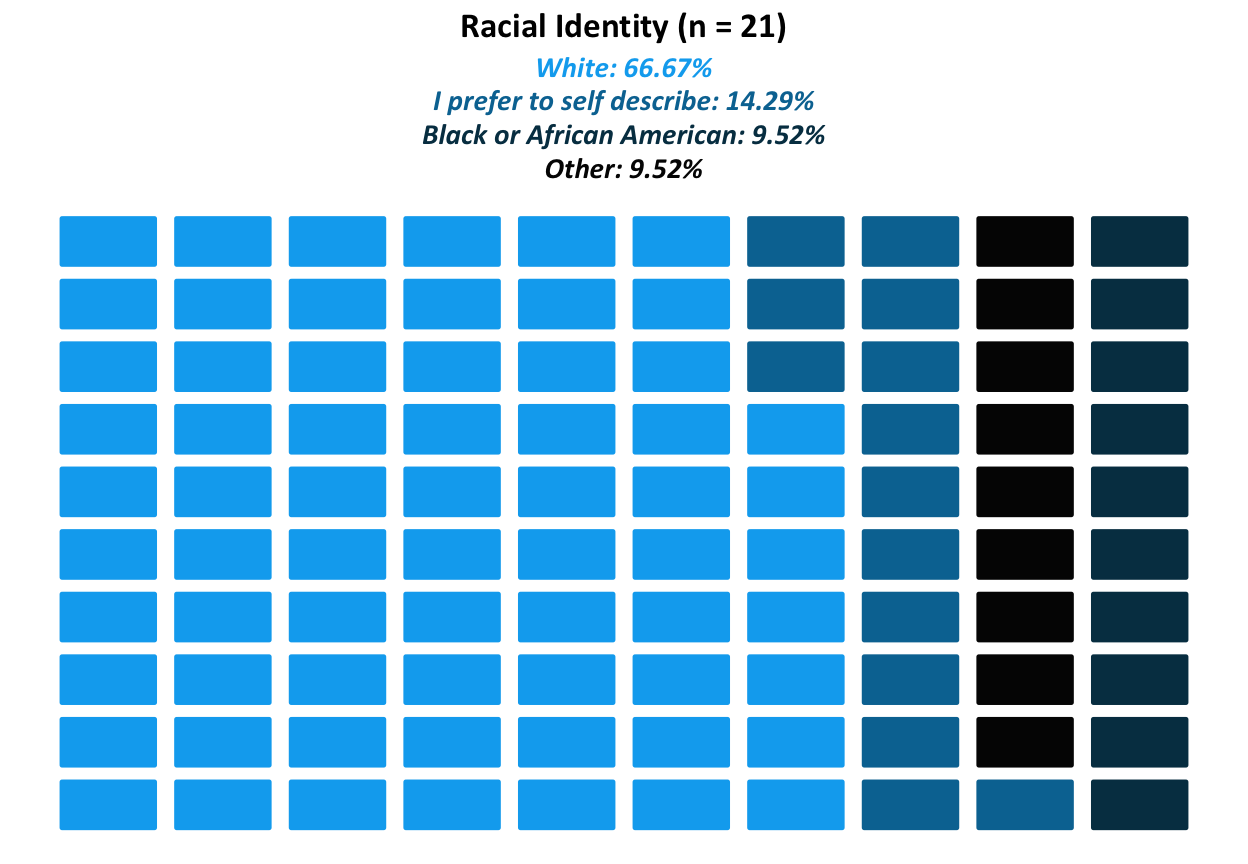 Racial Identity (n = 21)
White: 66.67%
I prefer to self describe: 14.29%
Black or African American: 9.52%
Other: 9.52%